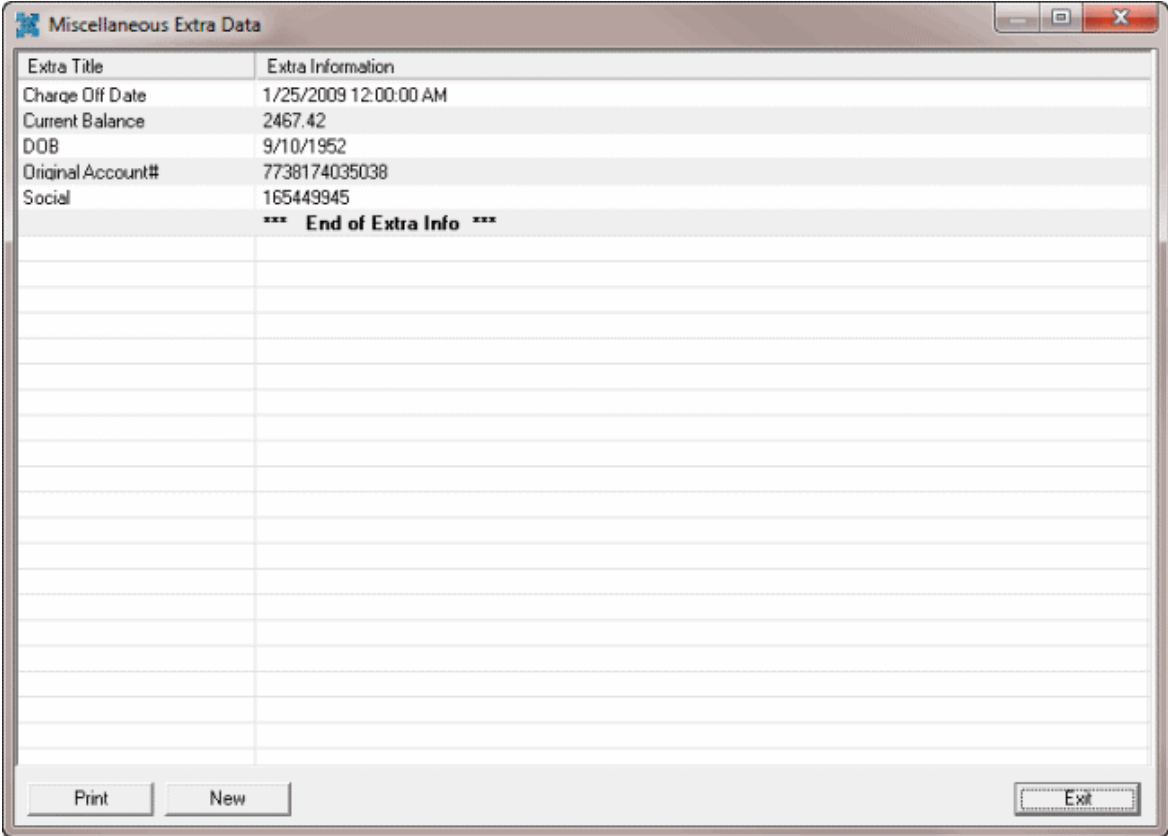 Miscellaneous Extra Data
Extra Title Extra Information
Charge Off Date 1/25/2009 12:00:00 AM
Current Balance 2467.42
DOB 9/10/1952
Original Account# 7738174035038
Social 165449945
*** End of Extra Info ***
Print New Exit